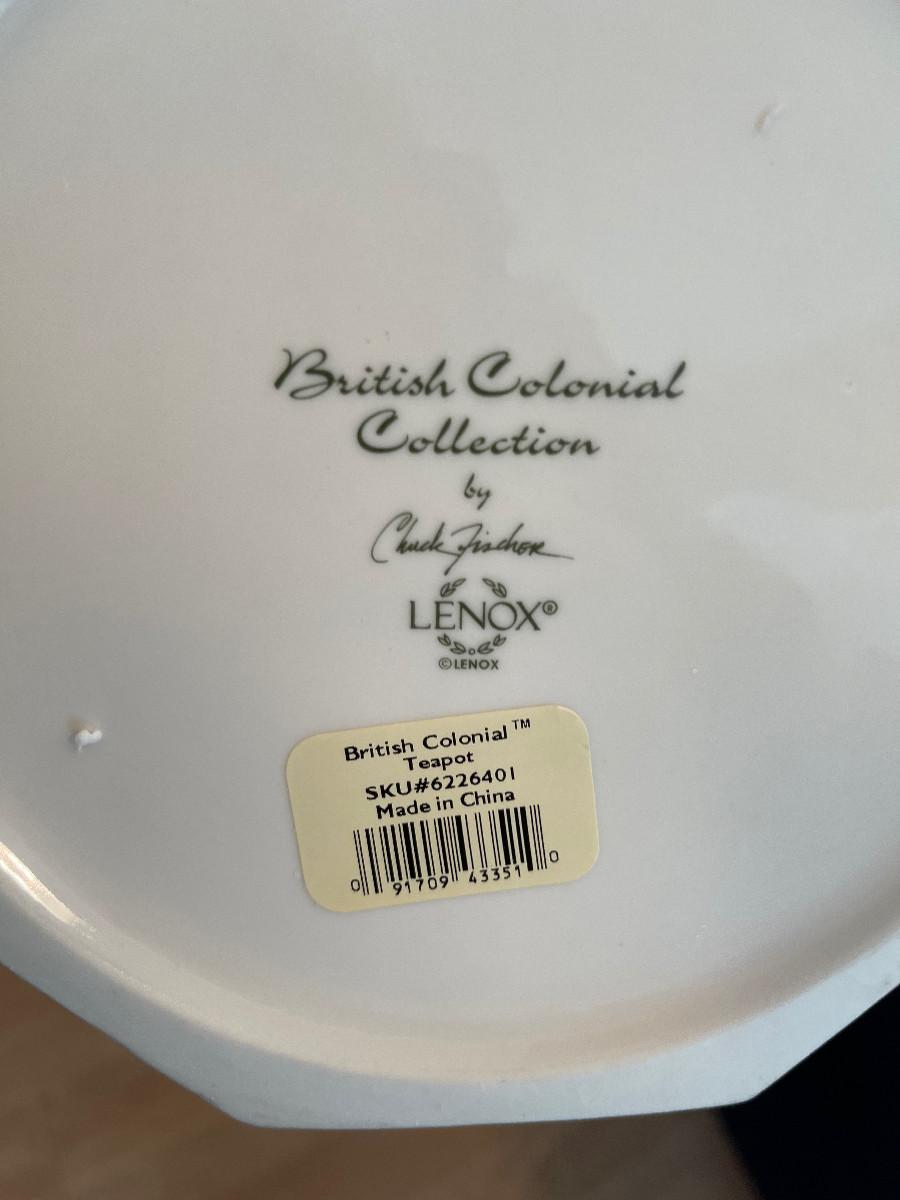 British Colonial
Collection
by
Chuck Fischer
LENOX®
©LENOX
British Colonial™
Teapot
SKU#6226401
Made in China
0 91709 43351 0